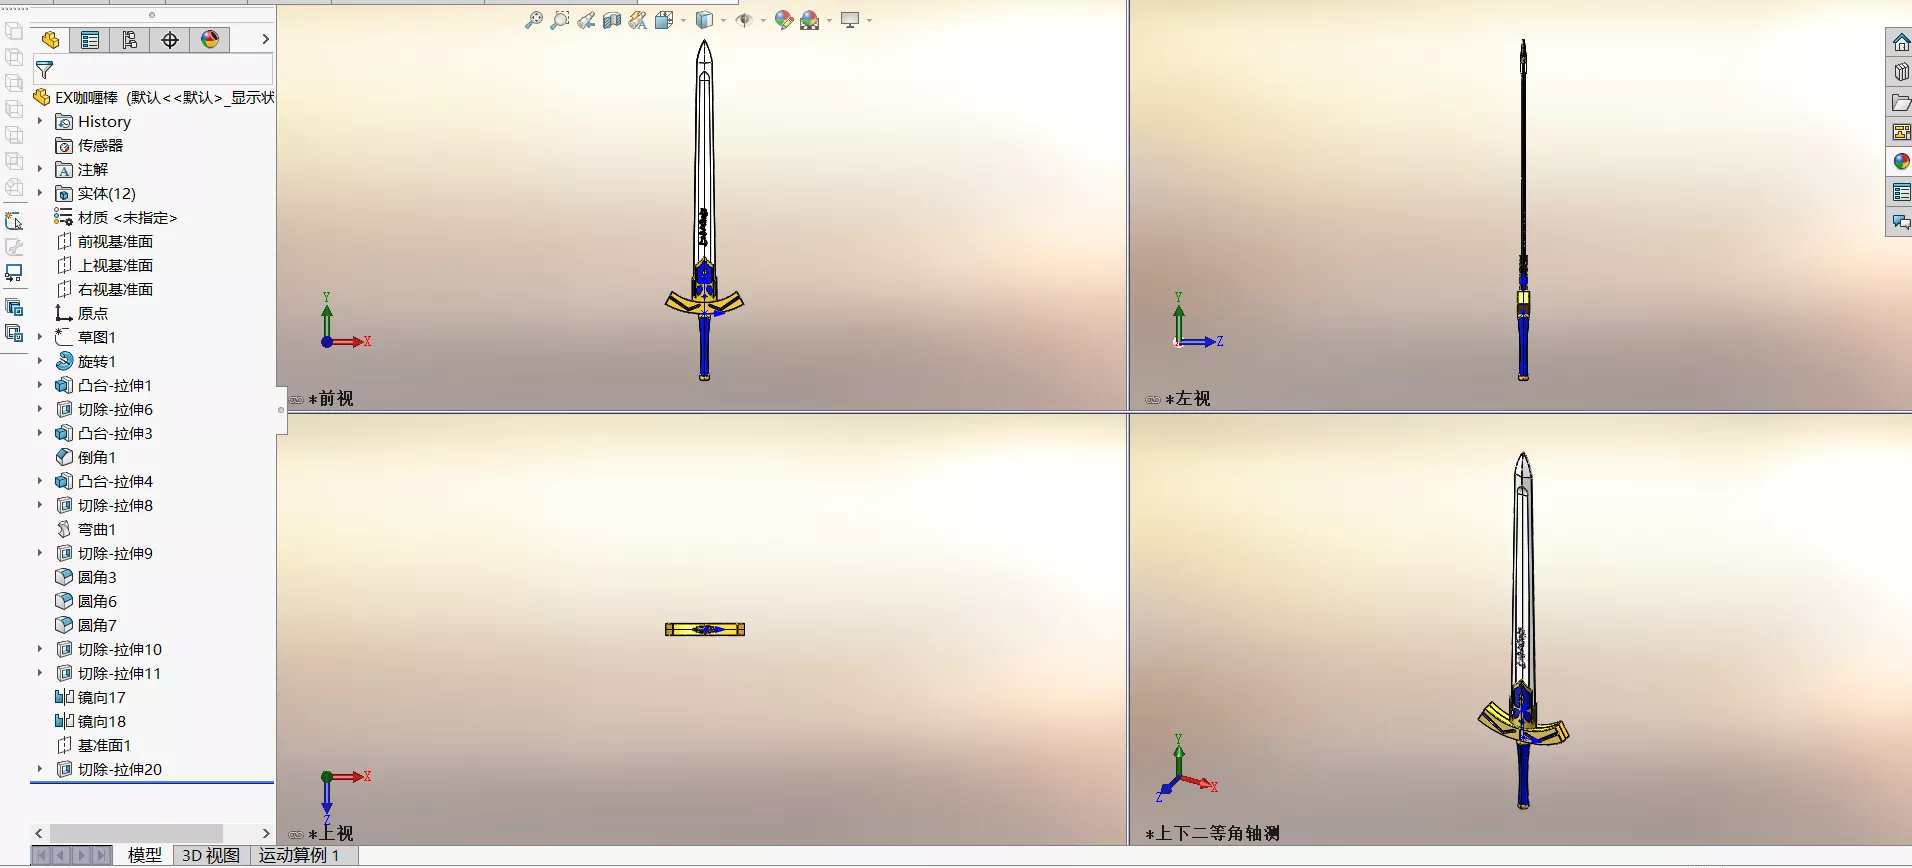 EX咖喱棒 (默认<<默认>_显示状
History
传感器
注解
实体(12)
材质 <未指定>
前视基准面
上视基准面
右视基准面
原点
草图1
旋转1
凸台-拉伸1
切除-拉伸6
凸台-拉伸3
倒角1
凸台-拉伸4
切除-拉伸8
弯曲1
切除-拉伸9
圆角3
圆角6
圆角7
切除-拉伸10
切除-拉伸11
镜向17
镜向18
基准面1
切除-拉伸20
模型 3D 视图 运动算例 1
Y
X
*前视
Y
Z
*左视
X
Z
*上视
Y
X
Z
*上下二等角轴测